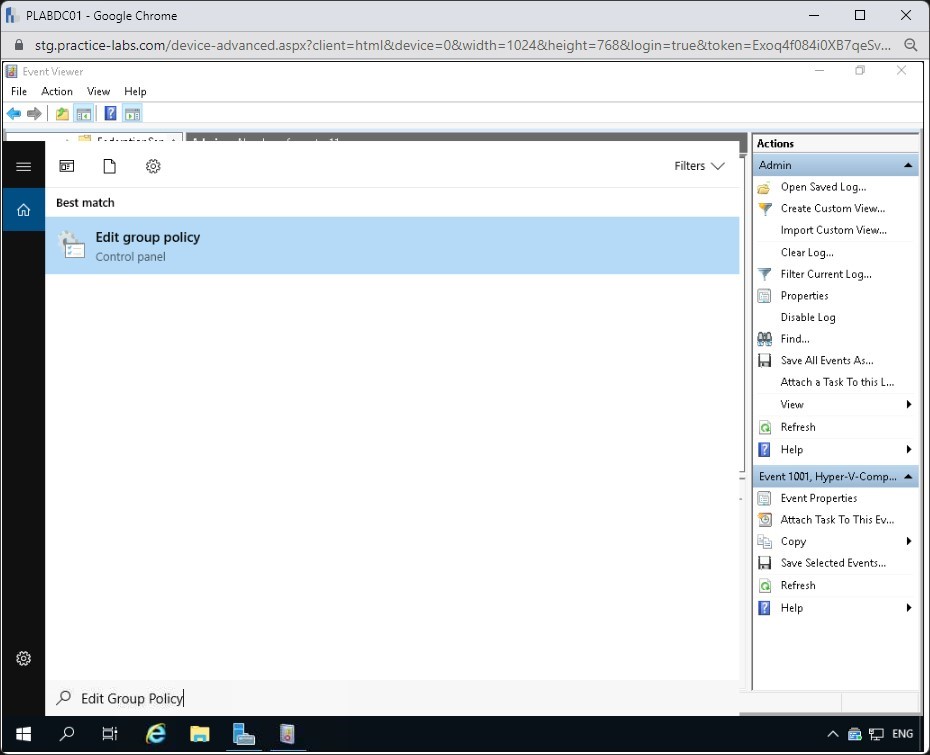 PLABDC01 - Google Chrome
stg.practice-labs.com/device-advanced.aspx?client=html&device=0&width=1024&height=768&login=true&token=Exoq4f084i0XB7qeSv...
Event Viewer
File Action View Help
Actions
Admin
Open Saved Log...
Create Custom View...
Import Custom View...
Clear Log...
Filter Current Log...
Properties
Disable Log
Find...
Save All Events As...
Attach a Task To this L...
View
Refresh
Help
Event 1001, Hyper-V-Comp...
Event Properties
Attach Task To This Ev...
Copy
Save Selected Events...
Refresh
Help
Filters
Best match
Edit group policy
Control panel
Edit Group Policy
ENG